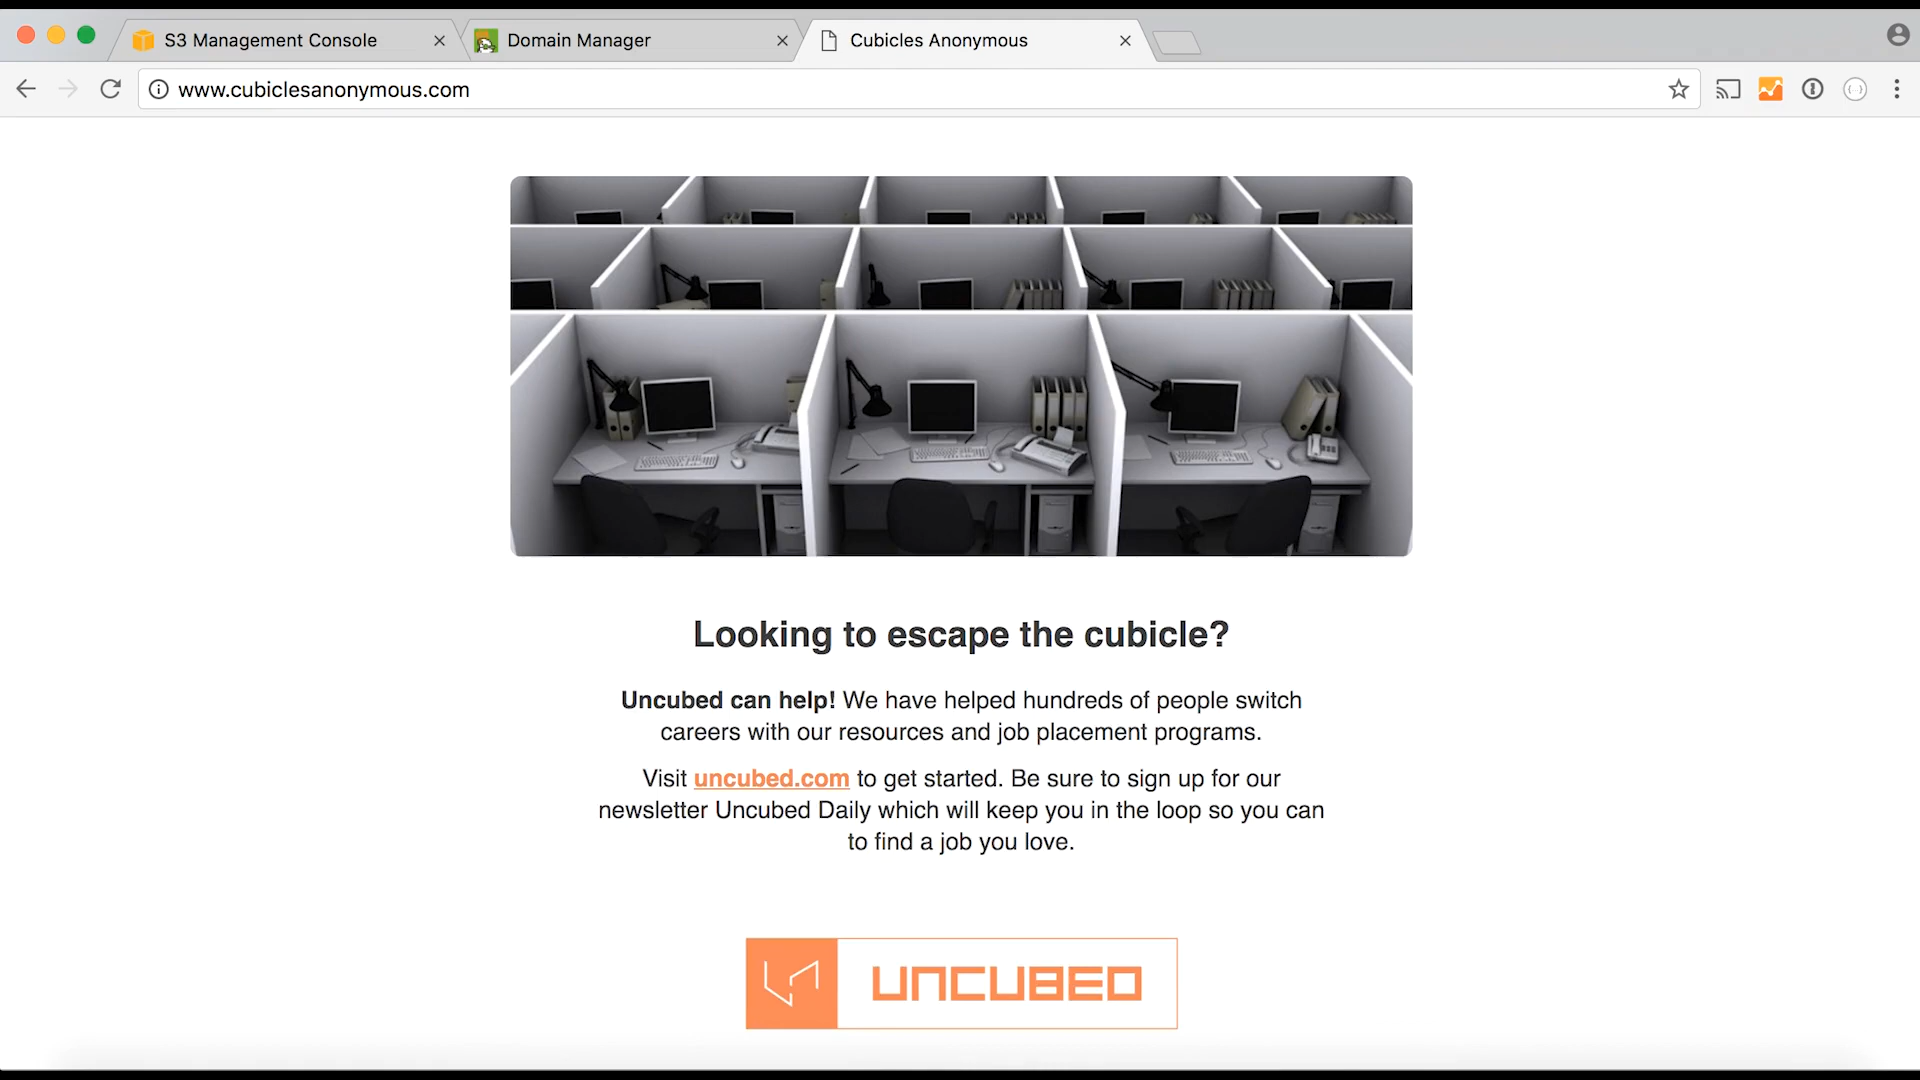 S3 Management Console
Domain Manager
Cubicles Anonymous
www.cubiclesanonymous.com
Looking to escape the cubicle?
Uncubed can help! We have helped hundreds of people switch
careers with our resources and job placement programs.
Visit uncubed.com to get started. Be sure to sign up for our
newsletter Uncubed Daily which will keep you in the loop so you can
to find a job you love.
UNCUBED